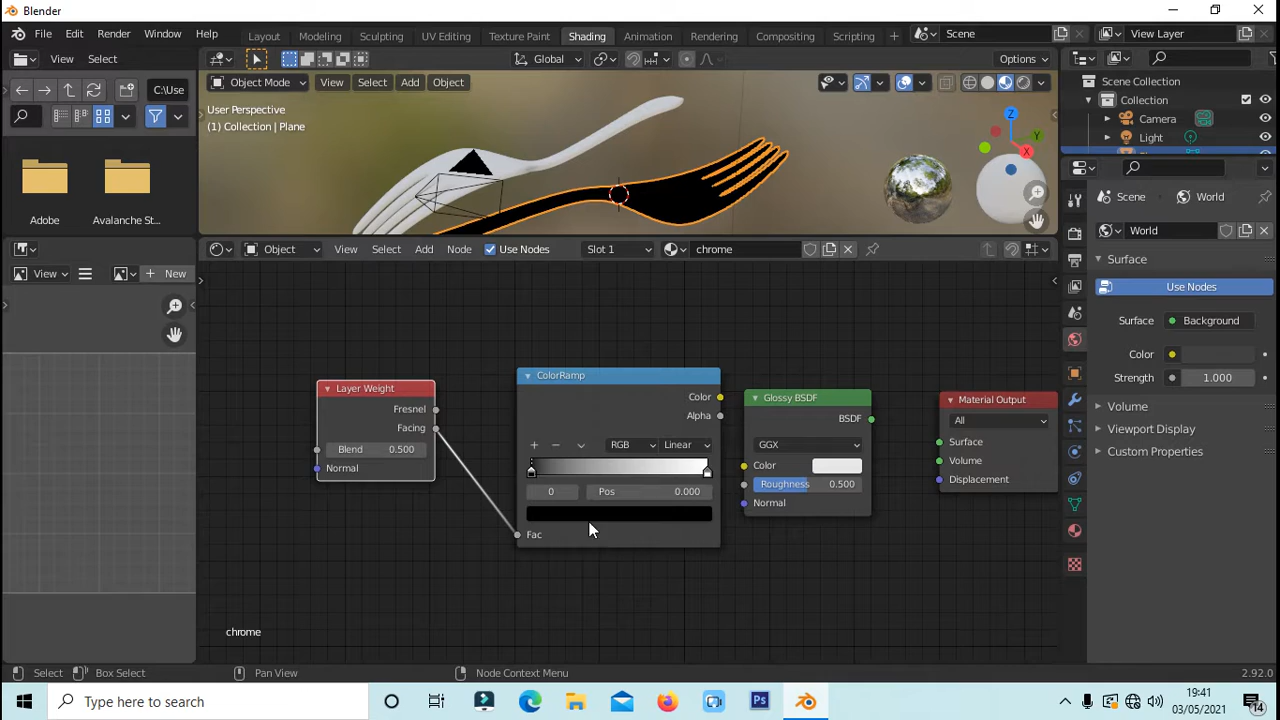 Blender
File Edit Render Window Help Layout Modeling Sculpting UV Editing Texture Paint Shading Animation Rendering Compositing Scripting Scene View Layer
View Select Global Options
Object Mode View Select Add Object
C:\Use
User Perspective
(1) Collection | Plane
Z
Y
X
Adobe
Avalanche St...
Scene Collection
Collection
Camera
Light
Scene World
World
Surface
Use Nodes
Surface Background
Color
Strength 1.000
Volume
Viewport Display
Custom Properties
Object View Select Add Node Use Nodes Slot 1 chrome
View New
Layer Weight
Fresnel
Facing
Blend 0.500
Normal
ColorRamp
Color
Alpha
RGB Linear
0 Pos 0.000
Fac
Glossy BSDF
BSDF
GGX
Color
Roughness 0.500
Normal
Material Output
All
Surface
Volume
Displacement
chrome
Select Box Select Pan View Node Context Menu 2.92.0
Type here to search
Ps
19:41
03/05/2021
14